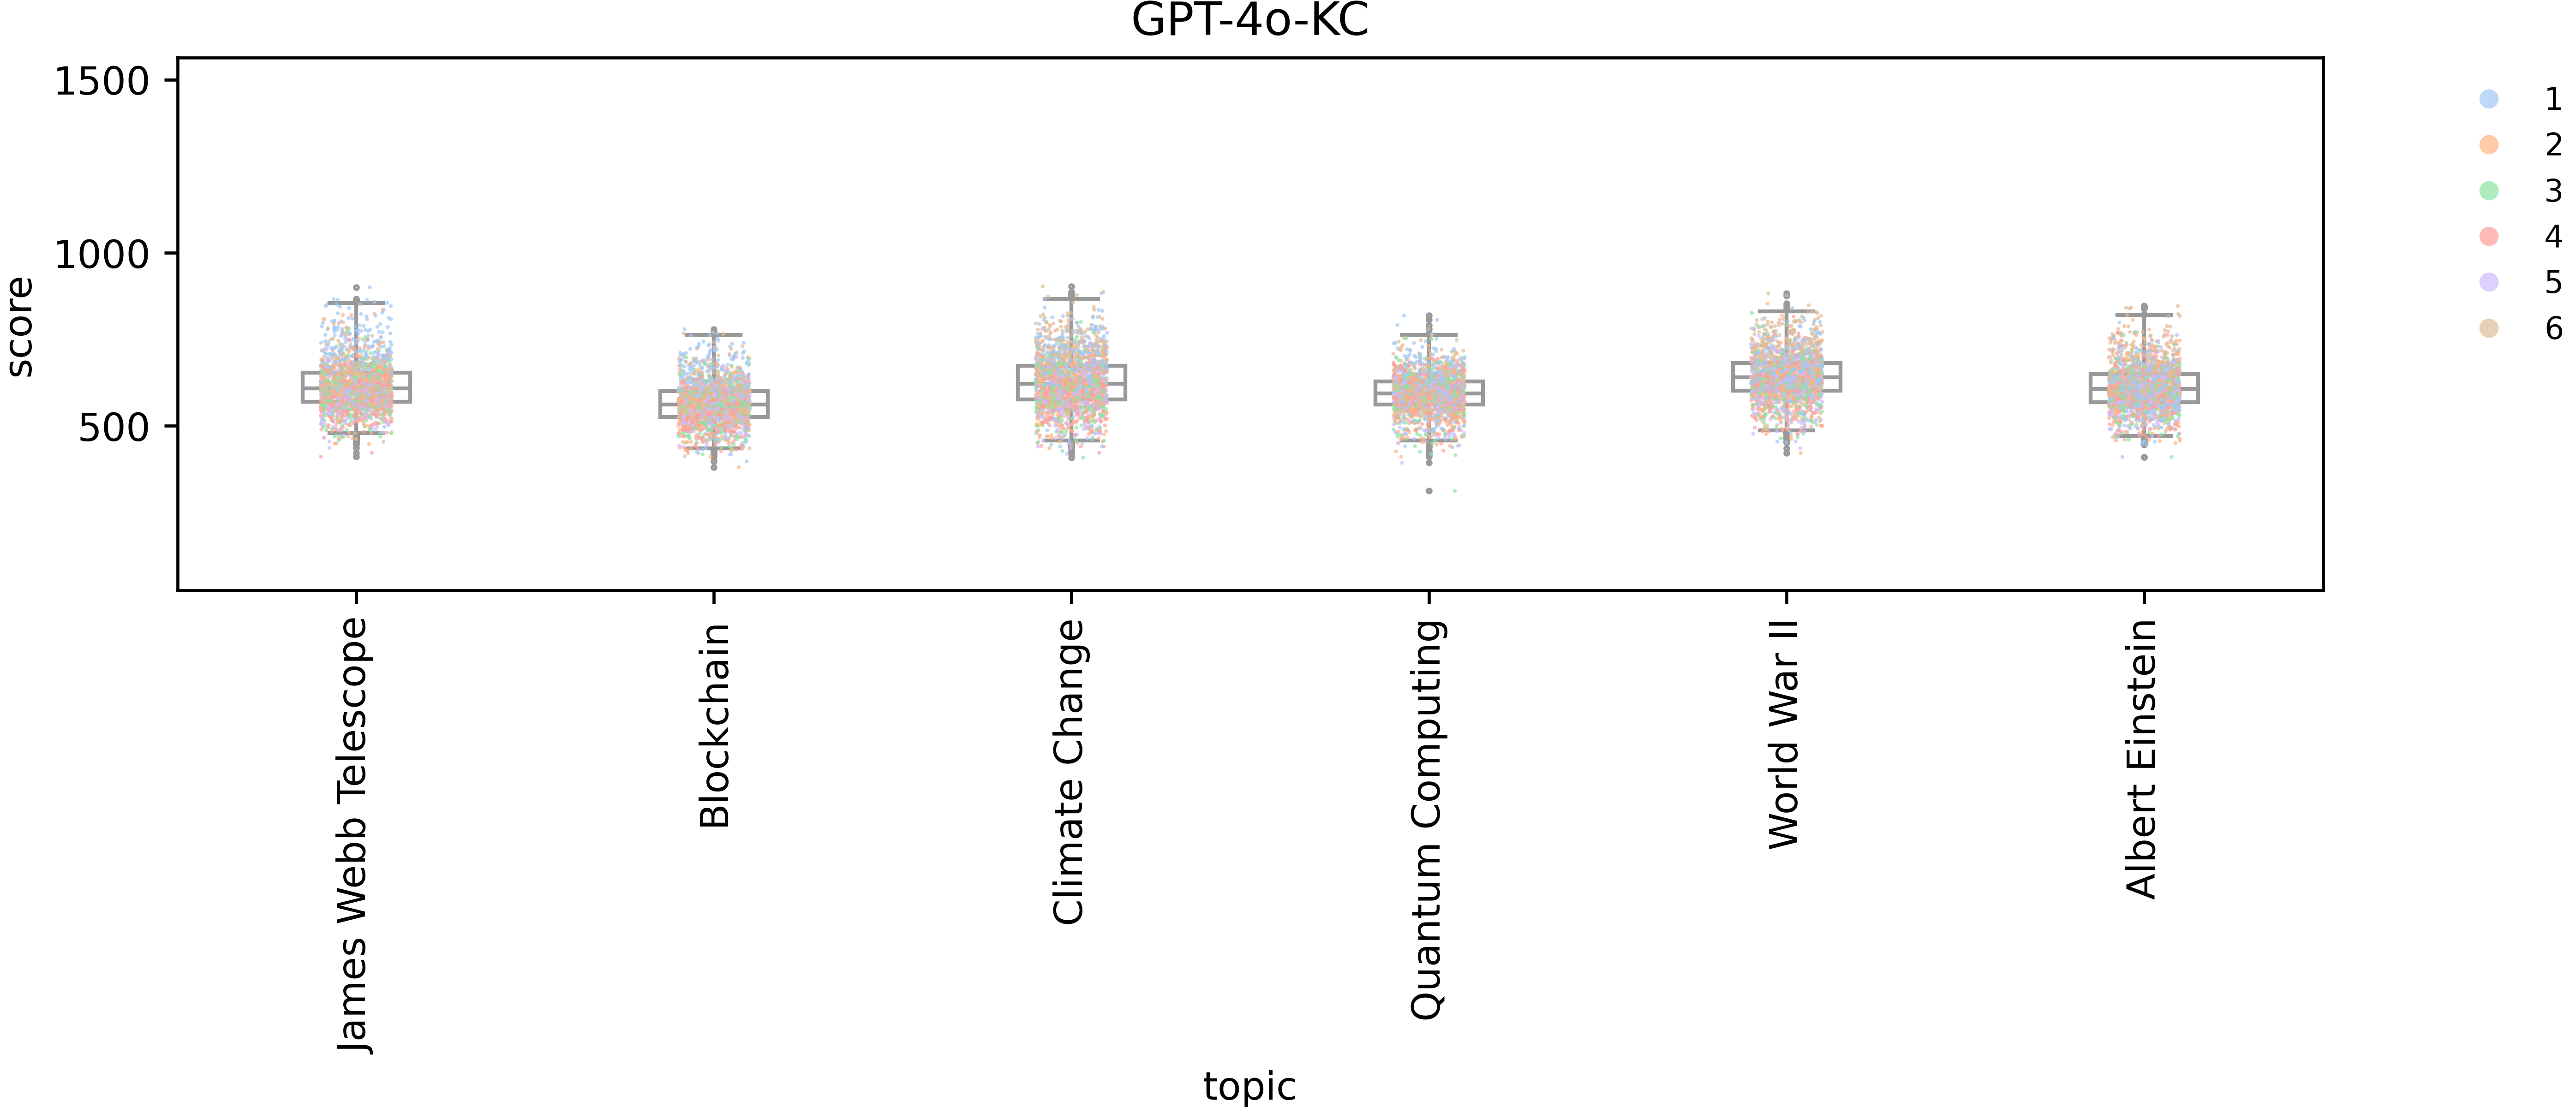 GPT-4o-KC
1500
1000
500
score
1
2
3
4
5
6
James Webb Telescope
Blockchain
Climate Change
Quantum Computing
World War II
Albert Einstein
topic